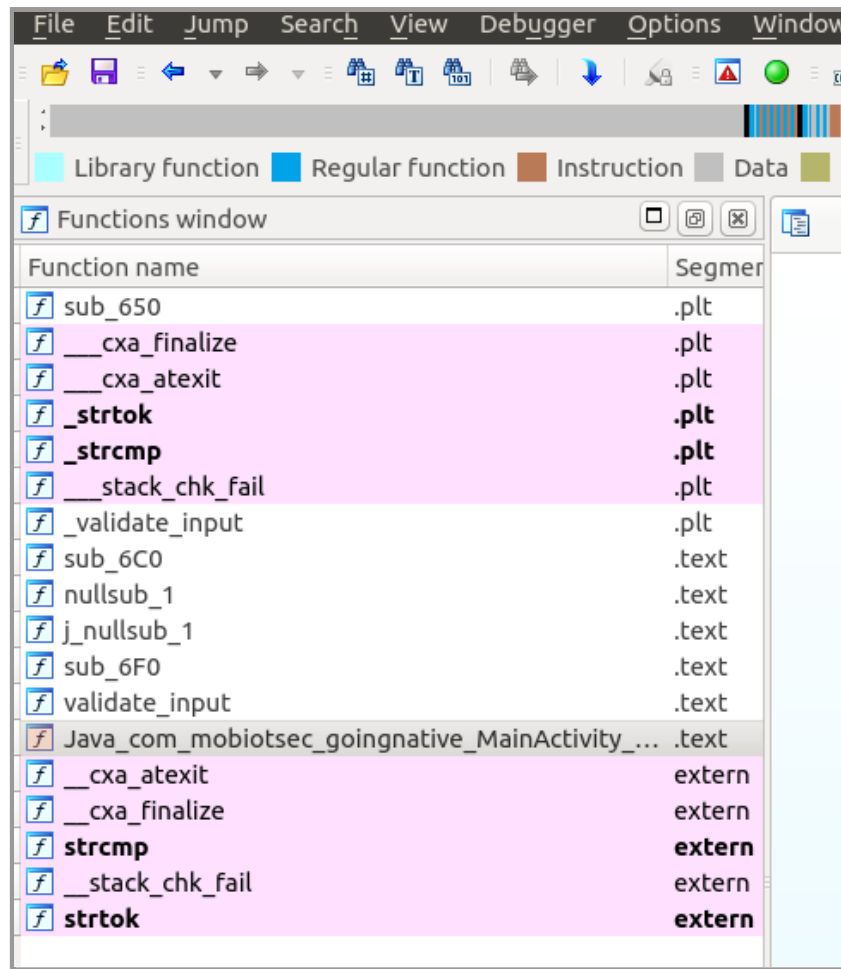 File Edit Jump Search View Debugger Options Window
Library function Regular function Instruction Data
Functions window
Function name Segmer
sub_650 .plt
___cxa_finalize .plt
___cxa_atexit .plt
_strtok .plt
_strcmp .plt
___stack_chk_fail .plt
_validate_input .plt
sub_6C0 .text
nullsub_1 .text
j_nullsub_1 .text
sub_6F0 .text
validate_input .text
Java_com_mobiotsec_goingnative_MainActivity_... .text
__cxa_atexit extern
__cxa_finalize extern
strcmp extern
__stack_chk_fail extern
strtok extern